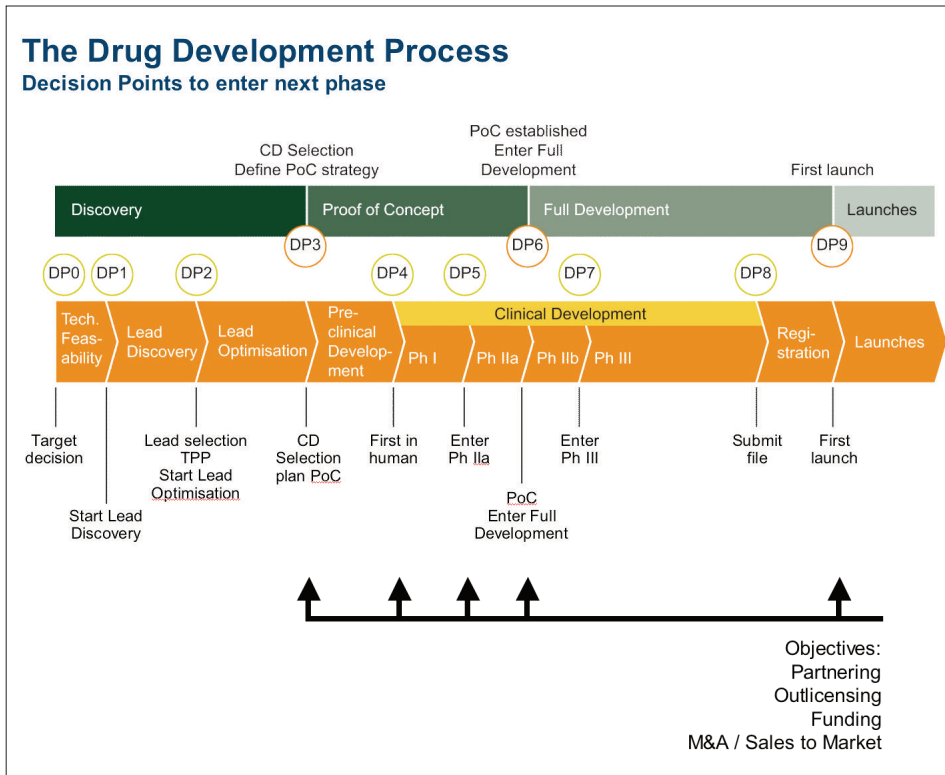 The Drug Development Process
Decision Points to enter next phase
CD Selection
Define PoC strategy
PoC established
Enter Full
Development
First launch
Discovery
Proof of Concept
Full Development
Launches
DP3
DP6
DP9
DP0
DP1
DP2
DP4
DP5
DP7
DP8
Tech.
Feas-
ability
Lead
Discovery
Lead
Optimisation
Pre-
clinical
Develop-
ment
Clinical Development
Ph I
Ph IIa
Ph IIb
Ph III
Regi-
stration
Launches
Target
decision
Start Lead
Discovery
Lead selection
TPP
Start Lead
Optimisation
CD
Selection
plan PoC
First in
human
Enter
Ph IIa
PoC
Enter Full
Development
Enter
Ph III
Submit
file
First
launch
Objectives:
Partnering
Outlicensing
Funding
M&A / Sales to Market